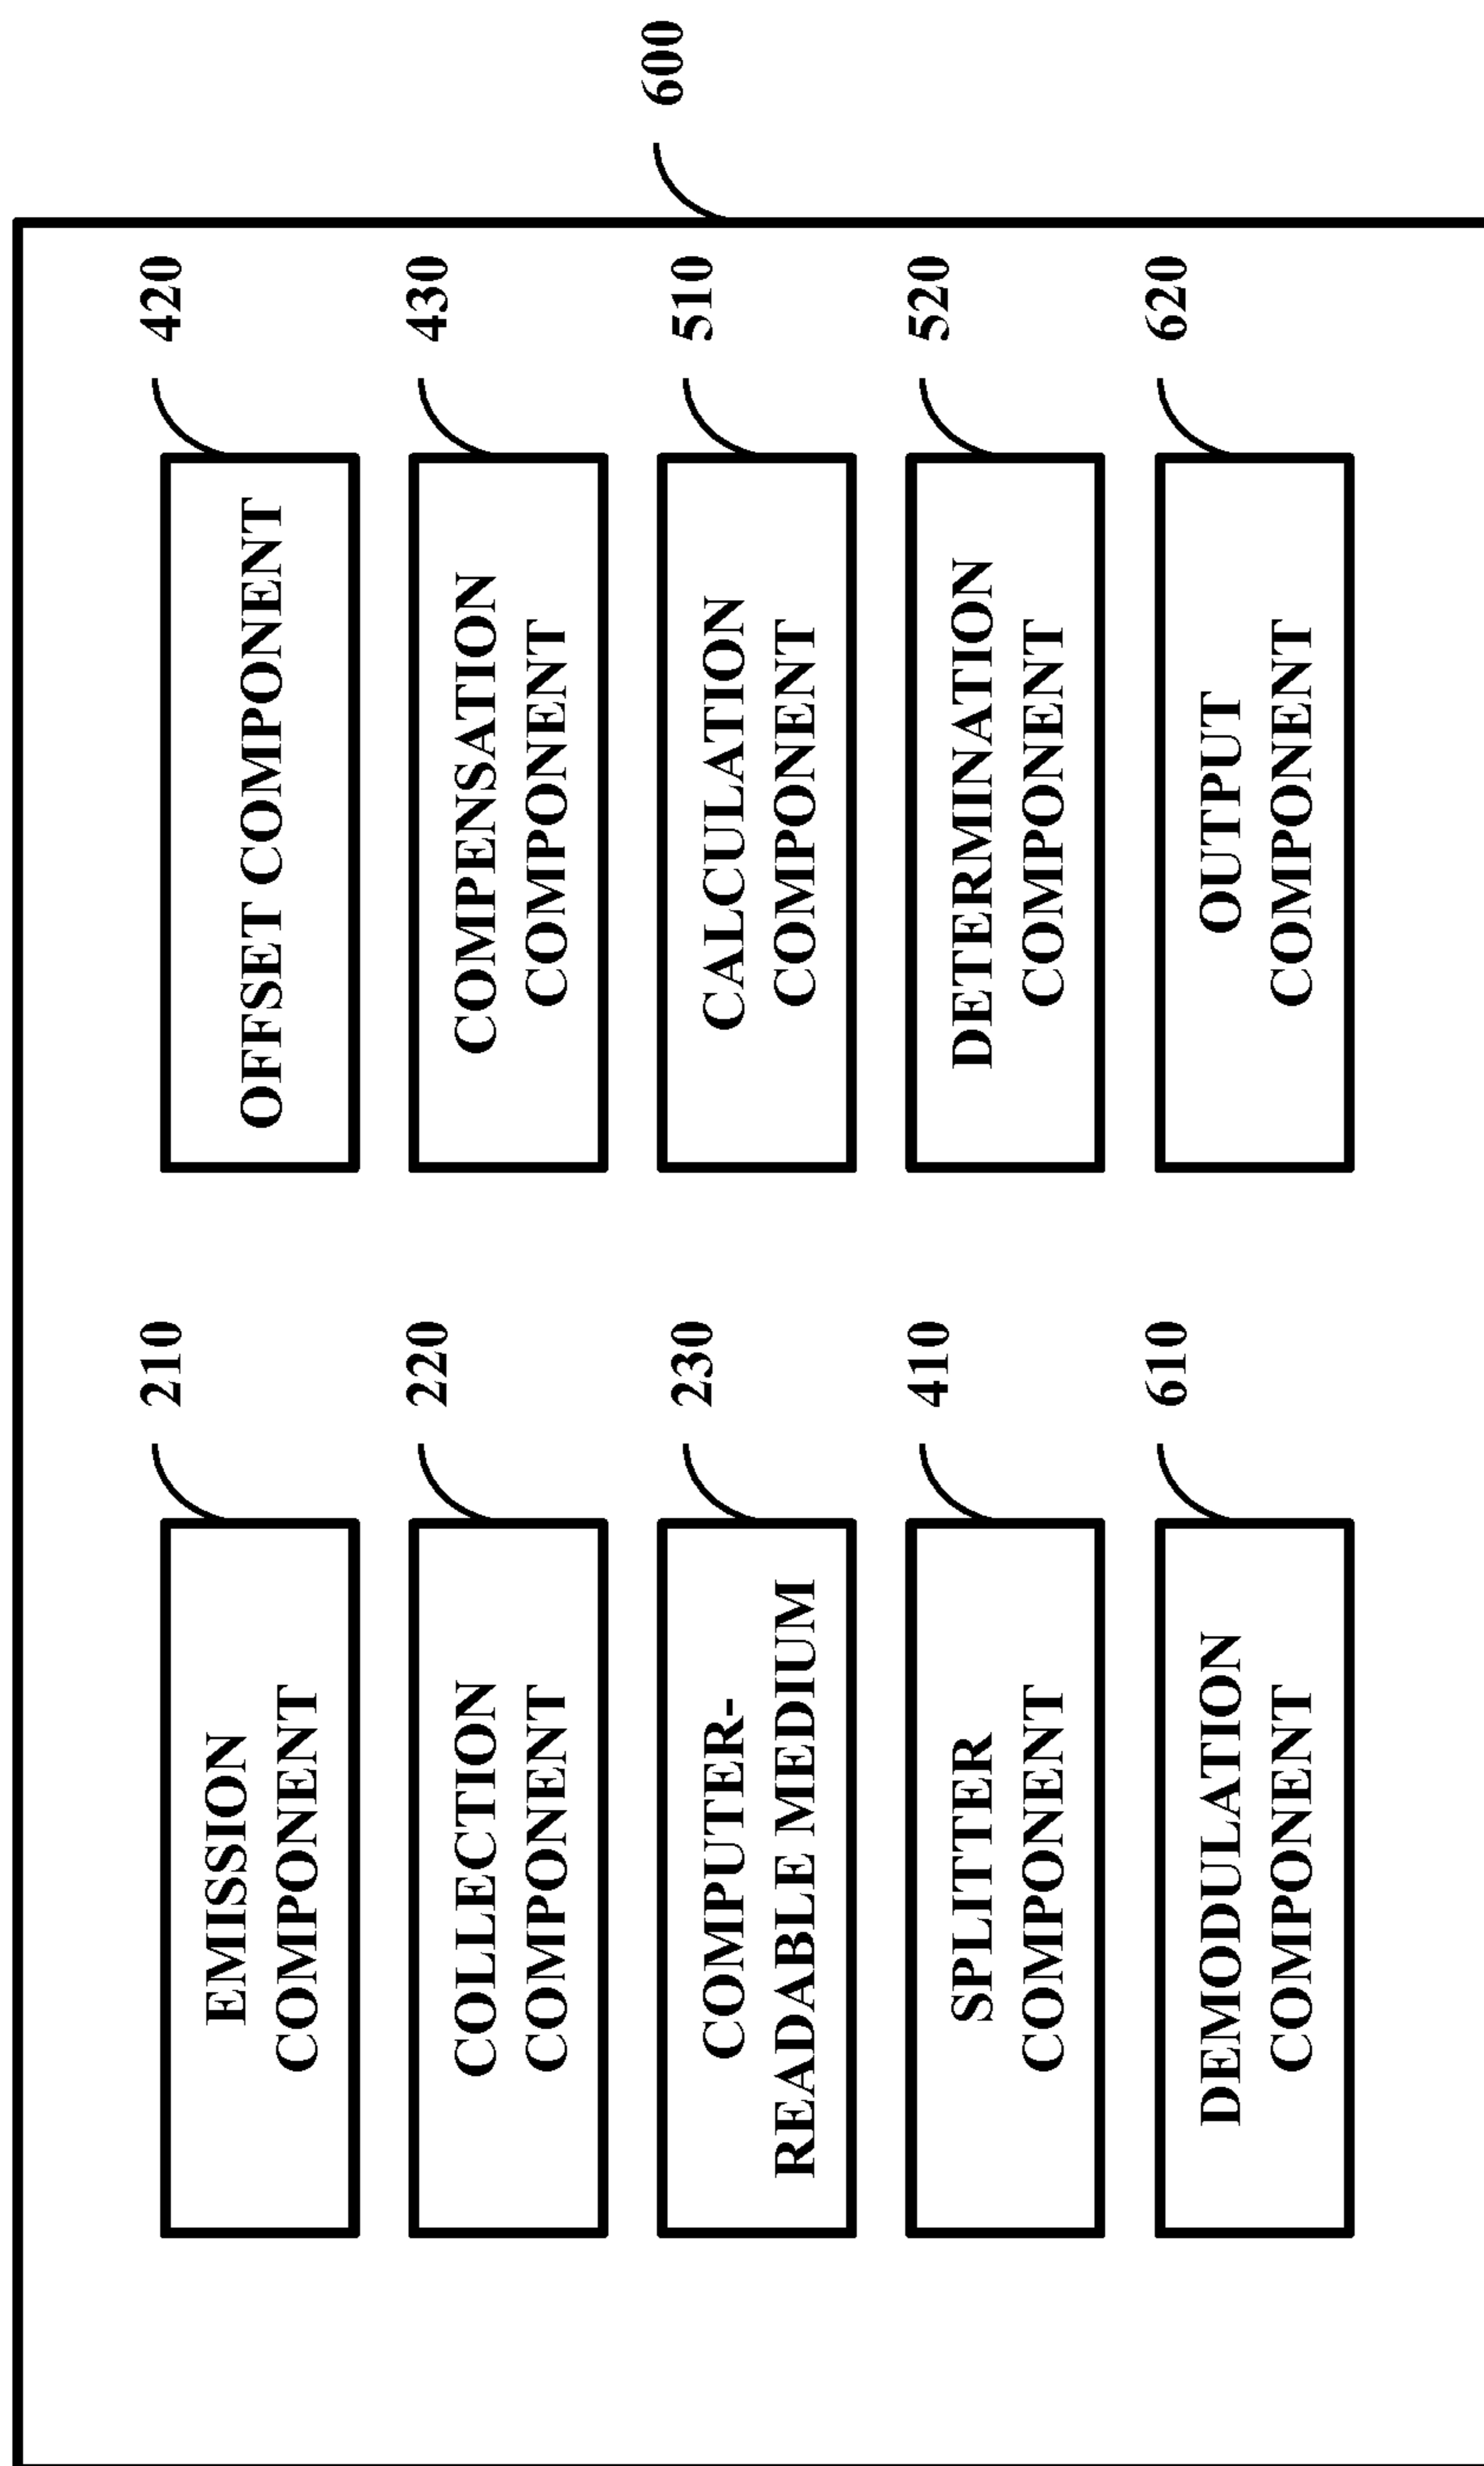 EMISSION
COMPONENT
210
OFFSET COMPONENT
420
COLLECTION
COMPONENT
220
COMPENSATION
COMPONENT
430
COMPUTER-
READABLE MEDIUM
230
CALCULATION
COMPONENT
510
600
SPLITTER
COMPONENT
410
DETERMINATION
COMPONENT
520
DEMODULATION
COMPONENT
610
OUTPUT
COMPONENT
620